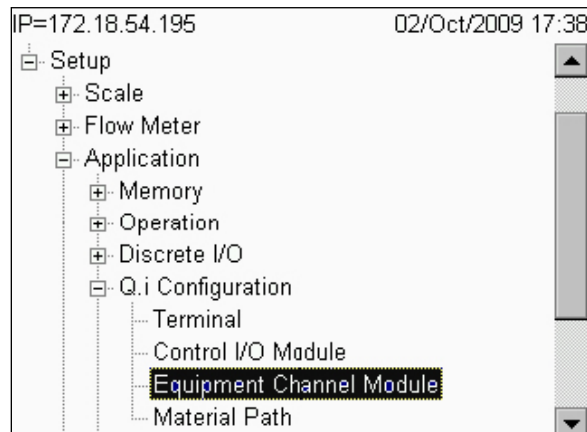 IP=172.18.54.195 02/Oct/2009 17:38
Setup
Scale
Flow Meter
Application
Memory
Operation
Discrete I/O
Q.i Configuration
Terminal
Control I/O Module
Equipment Channel Module
Material Path